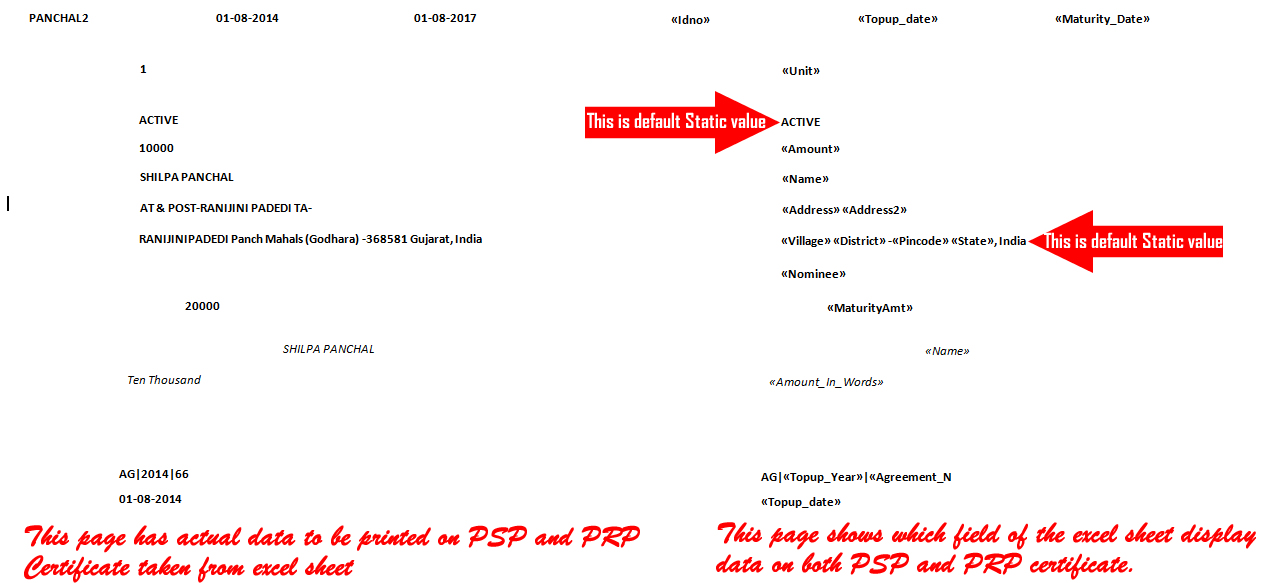 PANCHAL2 01-08-2014 01-08-2017 «Idno» «Topup_date» «Maturity_Date»
1 «Unit»
ACTIVE This is default Static value ACTIVE
10000 «Amount»
SHILPA PANCHAL «Name»
AT & POST-RANIJINI PADEDI TA- «Address» «Address2»
RANIJINIPADEDI Panch Mahals (Godhara) -368581 Gujarat, India «Village» «District» -«Pincode» «State», India This is default Static value
«Nominee»
20000 «MaturityAmt»
SHILPA PANCHAL «Name»
Ten Thousand «Amount_In_Words»
AG|2014|66 AG|«Topup_Year»|«Agreement_N
01-08-2014 «Topup_date»
This page has actual data to be printed on PSP and PRP
Certificate taken from excel sheet
This page shows which field of the excel sheet display
data on both PSP and PRP certificate.